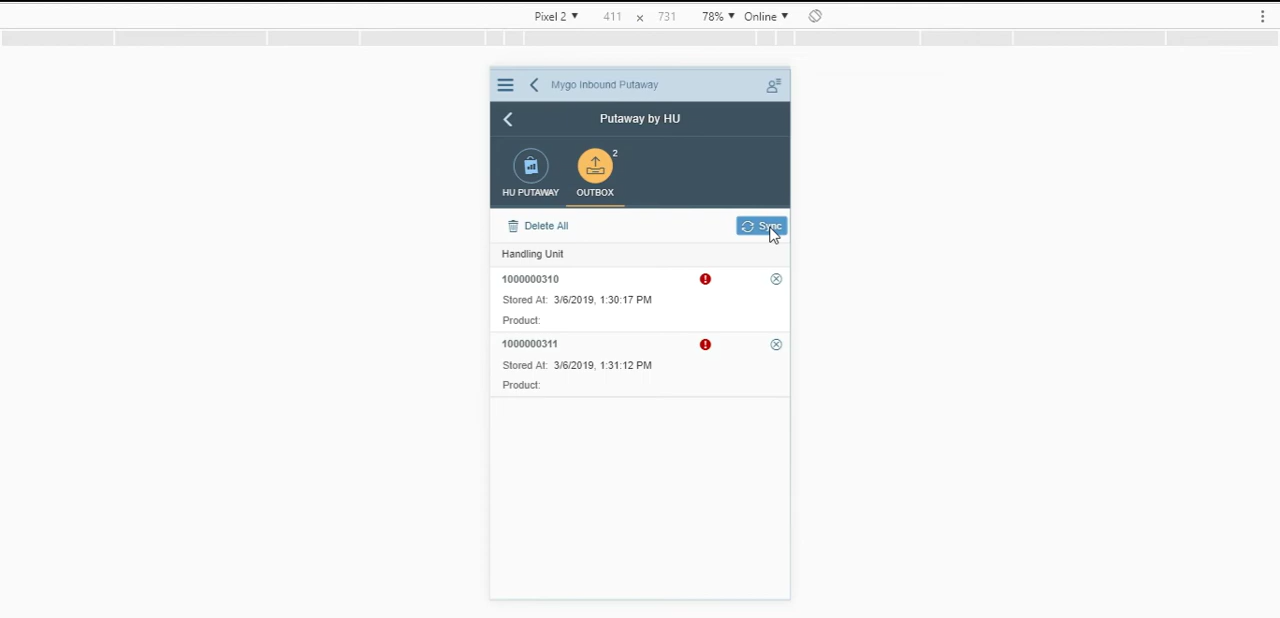 Pixel 2 ▼ 411 x 731 78% ▼ Online ▼
Mygo Inbound Putaway
Putaway by HU
2
HU PUTAWAY OUTBOX
Delete All Sync
Handling Unit
1000000310
Stored At: 3/6/2019, 1:30:17 PM
Product:
1000000311
Stored At: 3/6/2019, 1:31:12 PM
Product: